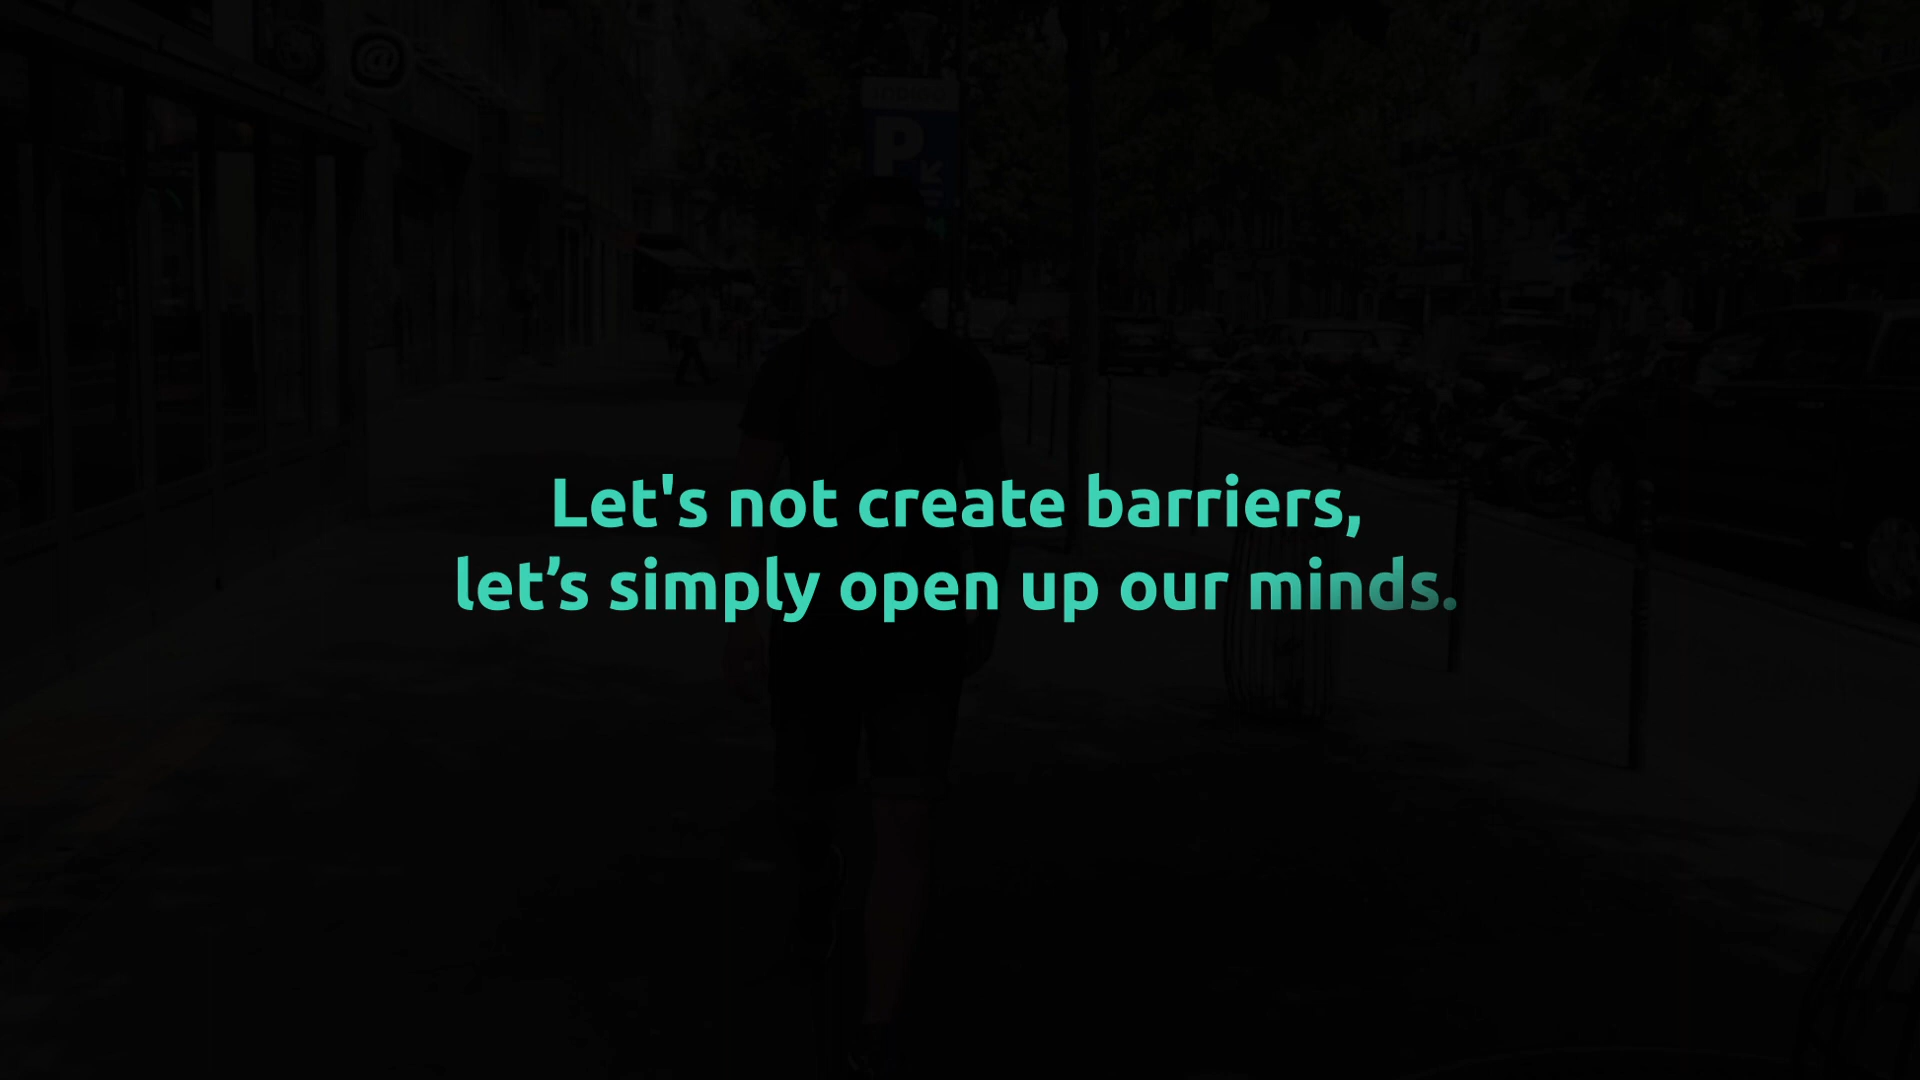 P
Let's not create barriers,
let’s simply open up our minds.